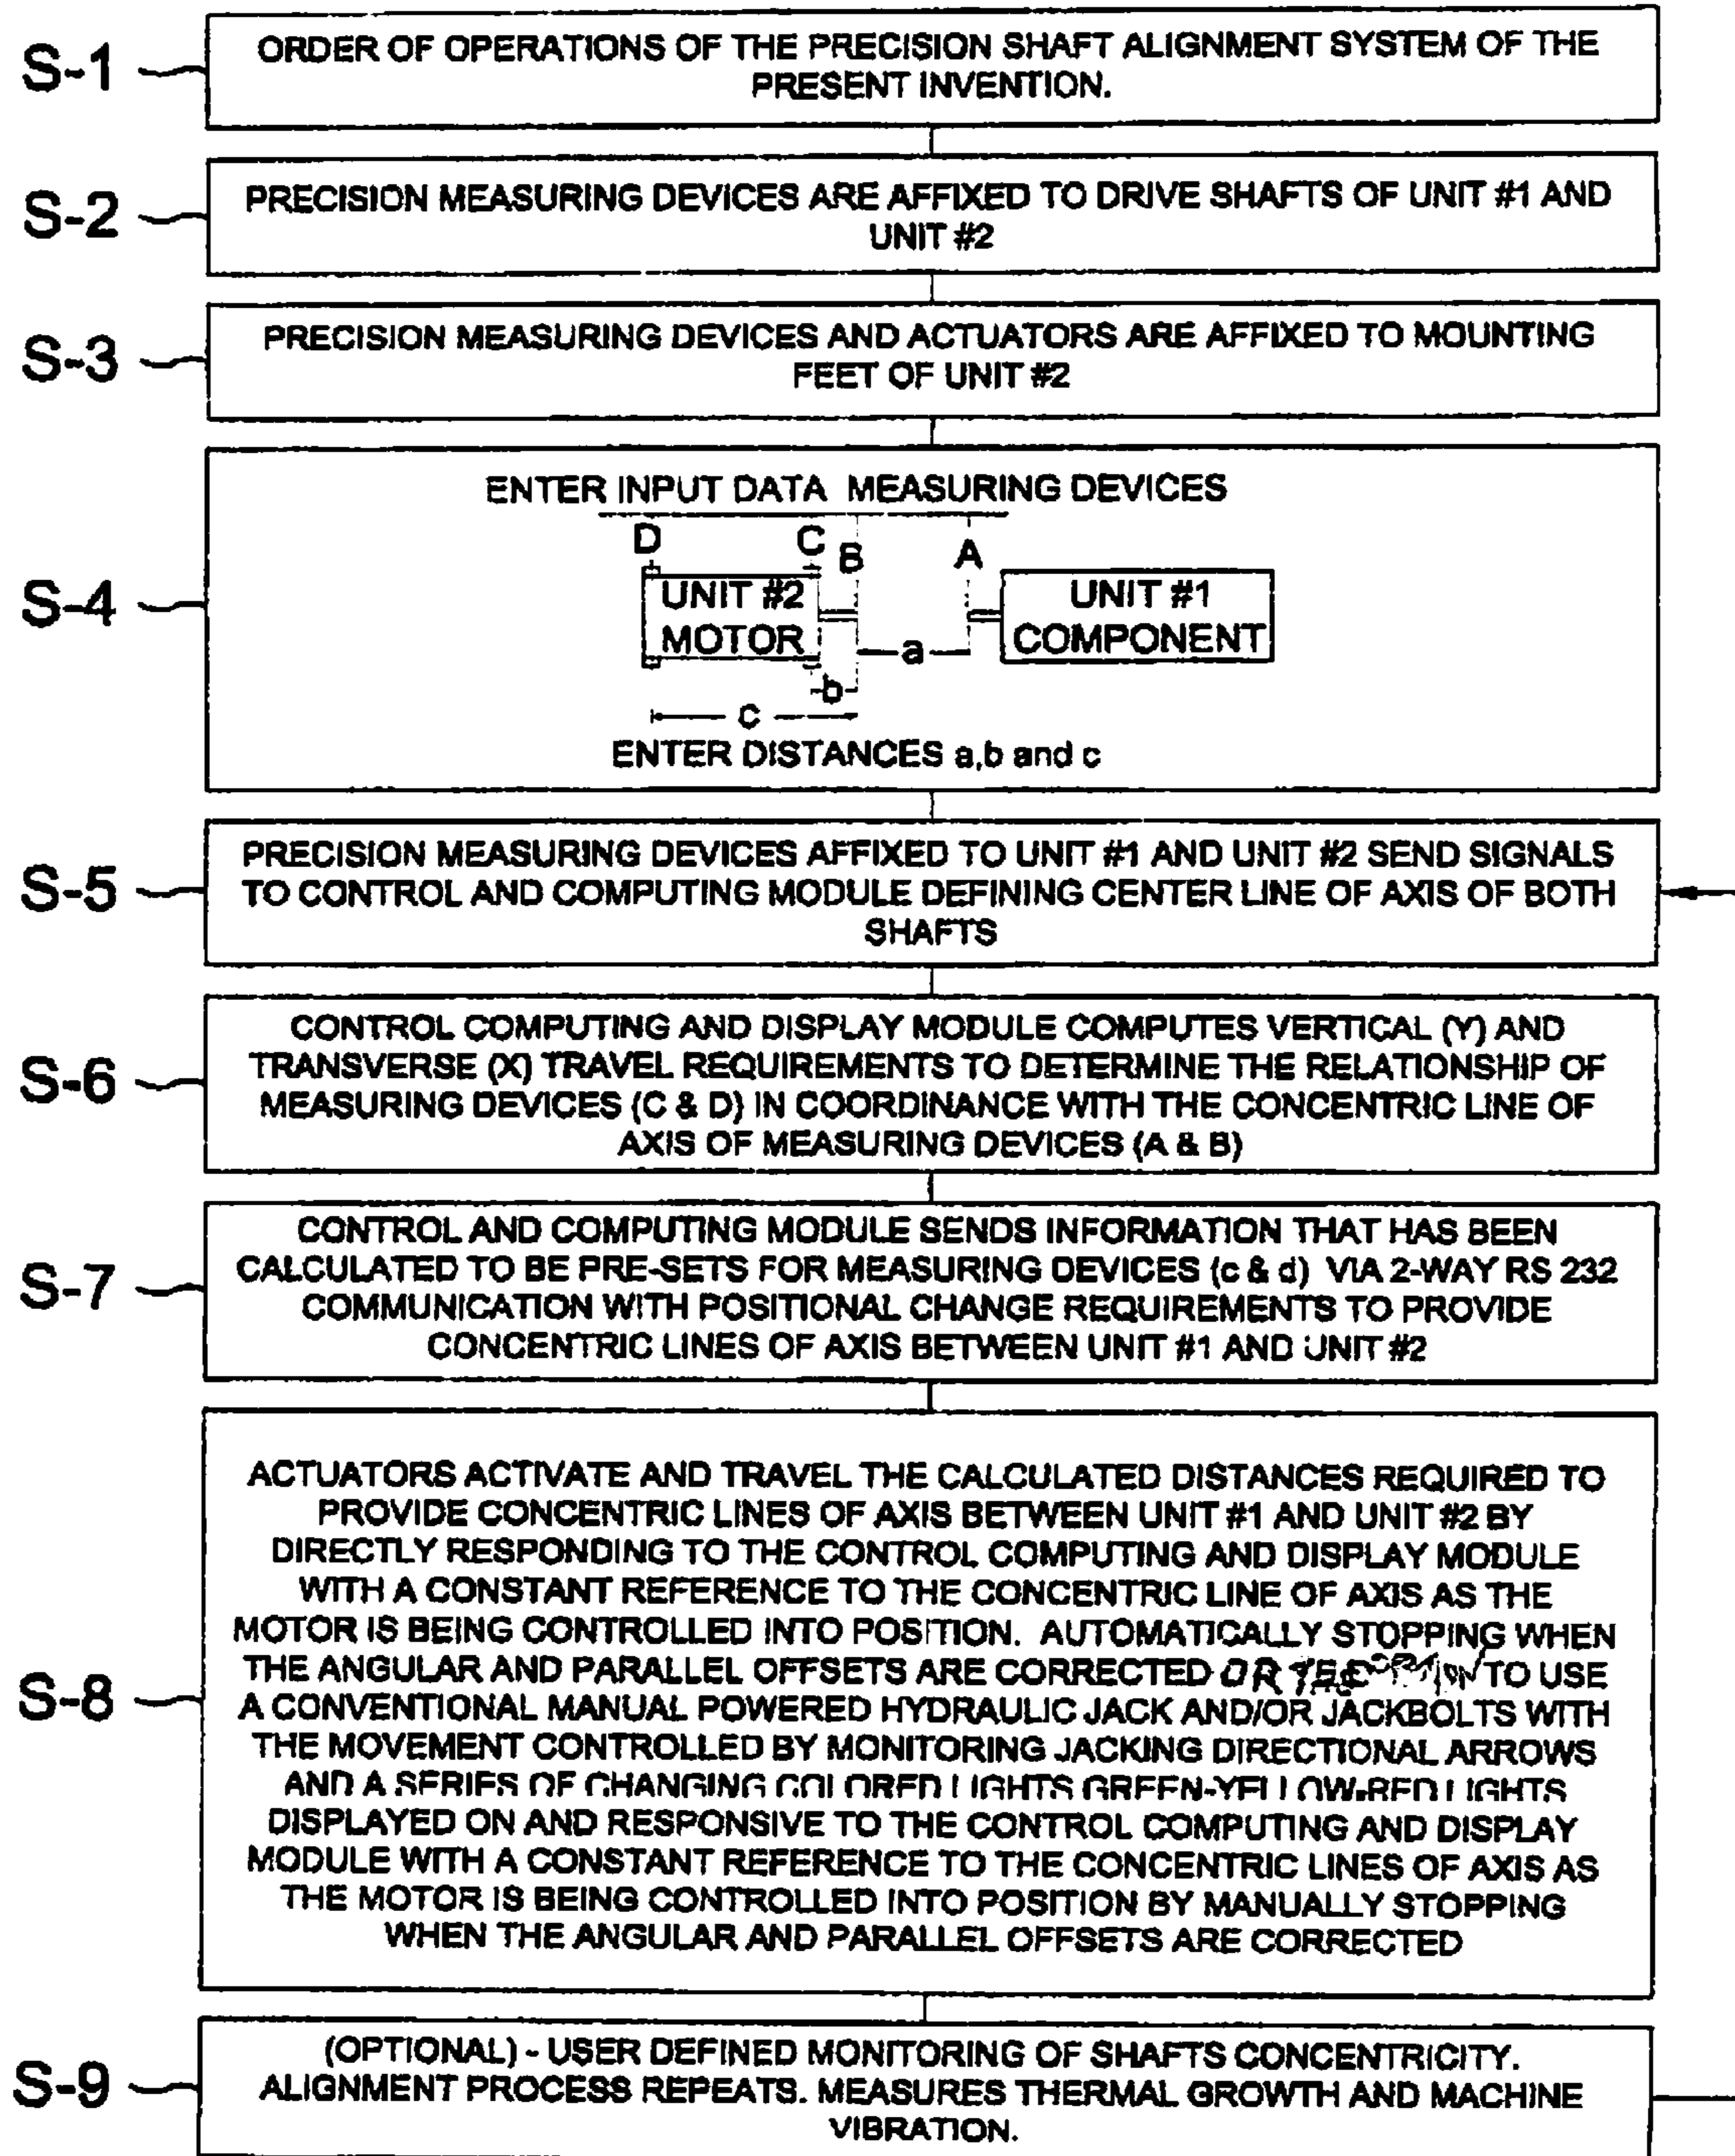 S-1
ORDER OF OPERATIONS OF THE PRECISION SHAFT ALIGNMENT SYSTEM OF THE
PRESENT INVENTION.
S-2
PRECISION MEASURING DEVICES ARE AFFIXED TO DRIVE SHAFTS OF UNIT #1 AND
UNIT #2
S-3
PRECISION MEASURING DEVICES AND ACTUATORS ARE AFFIXED TO MOUNTING
FEET OF UNIT #2
S-4
ENTER INPUT DATA MEASURING DEVICES
D C B A
UNIT #2
MOTOR
UNIT #1
COMPONENT
a
b
c
ENTER DISTANCES a,b and c
S-5
PRECISION MEASURING DEVICES AFFIXED TO UNIT #1 AND UNIT #2 SEND SIGNALS
TO CONTROL AND COMPUTING MODULE DEFINING CENTER LINE OF AXIS OF BOTH
SHAFTS
S-6
CONTROL COMPUTING AND DISPLAY MODULE COMPUTES VERTICAL (Y) AND
TRANSVERSE (X) TRAVEL REQUIREMENTS TO DETERMINE THE RELATIONSHIP OF
MEASURING DEVICES (C & D) IN COORDINANCE WITH THE CONCENTRIC LINE OF
AXIS OF MEASURING DEVICES (A & B)
S-7
CONTROL AND COMPUTING MODULE SENDS INFORMATION THAT HAS BEEN
CALCULATED TO BE PRE-SETS FOR MEASURING DEVICES (c & d) VIA 2-WAY RS 232
COMMUNICATION WITH POSITIONAL CHANGE REQUIREMENTS TO PROVIDE
CONCENTRIC LINES OF AXIS BETWEEN UNIT #1 AND UNIT #2
S-8
ACTUATORS ACTIVATE AND TRAVEL THE CALCULATED DISTANCES REQUIRED TO
PROVIDE CONCENTRIC LINES OF AXIS BETWEEN UNIT #1 AND UNIT #2 BY
DIRECTLY RESPONDING TO THE CONTROL COMPUTING AND DISPLAY MODULE
WITH A CONSTANT REFERENCE TO THE CONCENTRIC LINE OF AXIS AS THE
MOTOR IS BEING CONTROLLED INTO POSITION. AUTOMATICALLY STOPPING WHEN
THE ANGULAR AND PARALLEL OFFSETS ARE CORRECTED OR TO USE
A CONVENTIONAL MANUAL POWERED HYDRAULIC JACK AND/OR JACKBOLTS WITH
THE MOVEMENT CONTROLLED BY MONITORING JACKING DIRECTIONAL ARROWS
AND A SERIES OF CHANGING COLORED LIGHTS GREEN-YELLOW-RED LIGHTS
DISPLAYED ON AND RESPONSIVE TO THE CONTROL COMPUTING AND DISPLAY
MODULE WITH A CONSTANT REFERENCE TO THE CONCENTRIC LINES OF AXIS AS
THE MOTOR IS BEING CONTROLLED INTO POSITION BY MANUALLY STOPPING
WHEN THE ANGULAR AND PARALLEL OFFSETS ARE CORRECTED
S-9
(OPTIONAL) - USER DEFINED MONITORING OF SHAFTS CONCENTRICITY.
ALIGNMENT PROCESS REPEATS. MEASURES THERMAL GROWTH AND MACHINE
VIBRATION.